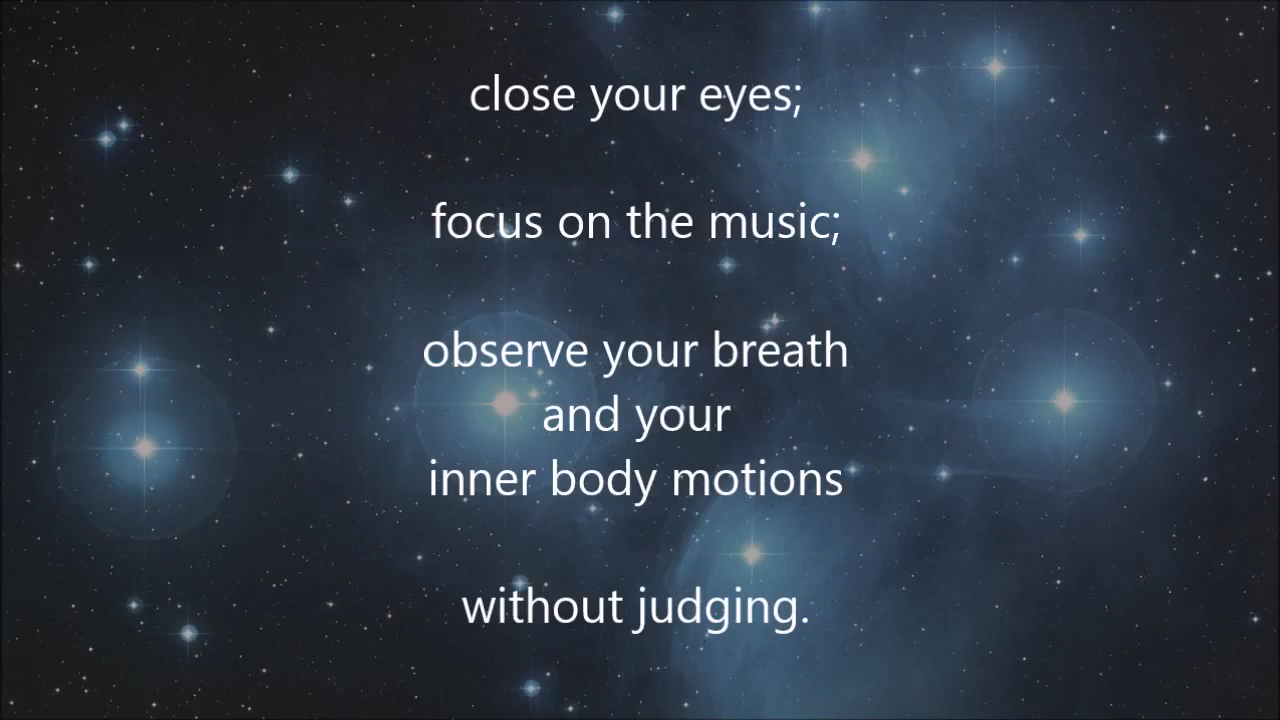 close your eyes;
focus on the music;
observe your breath
and your
inner body motions
without judging.